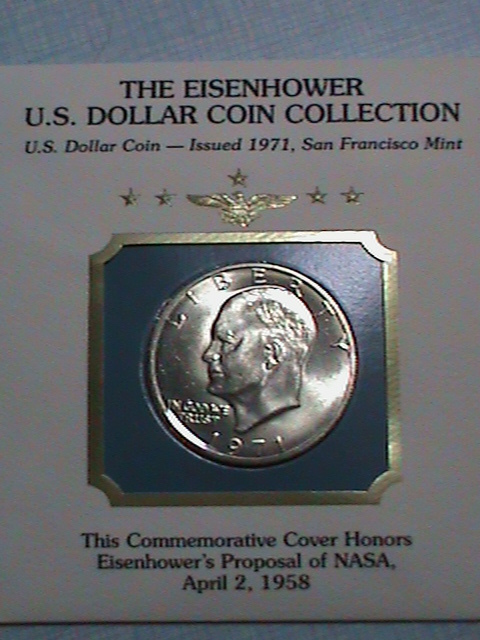 THE EISENHOWER
U.S. DOLLAR COIN COLLECTION
U.S. Dollar Coin — Issued 1971, San Francisco Mint
LIBERTY
IN GOD WE
TRUST
1971
This Commemorative Cover Honors
Eisenhower's Proposal of NASA,
April 2, 1958